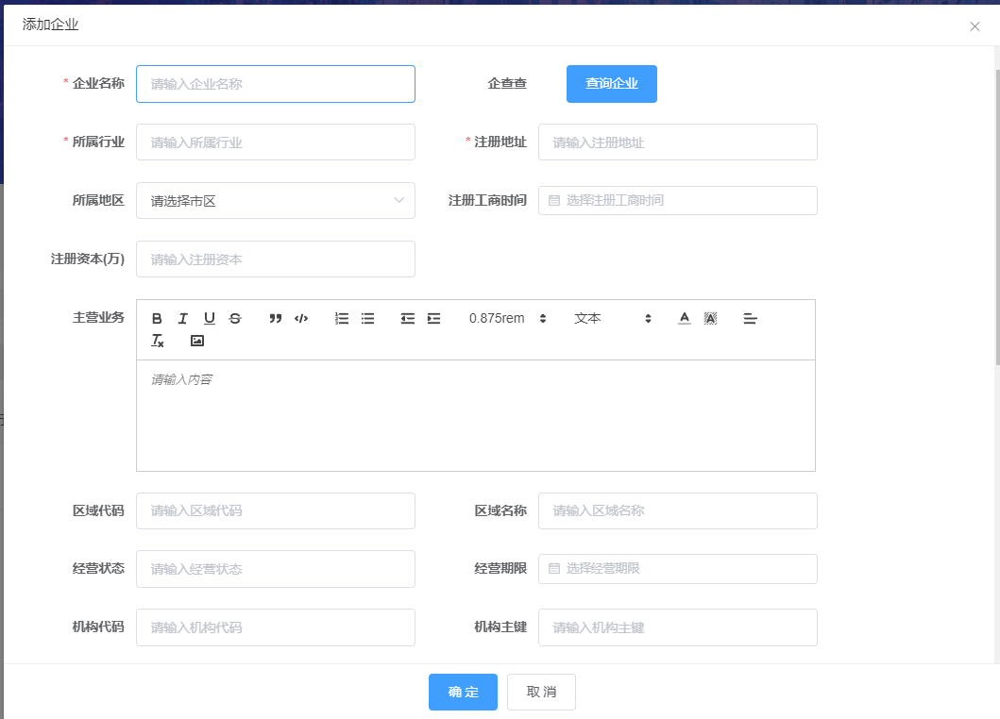 添加企业
* 企业名称 请输入企业名称 企查查 查询企业
* 所属行业 请输入所属行业 * 注册地址 请输入注册地址
所属地区 请选择市区 注册工商时间 选择注册工商时间
注册资本(万) 请输入注册资本
主营业务 0.875rem 文本
请输入内容
区域代码 请输入区域代码 区域名称 请输入区域名称
经营状态 请输入经营状态 经营期限 选择经营期限
机构代码 请输入机构代码 机构主键 请输入机构主键
确 定 取 消